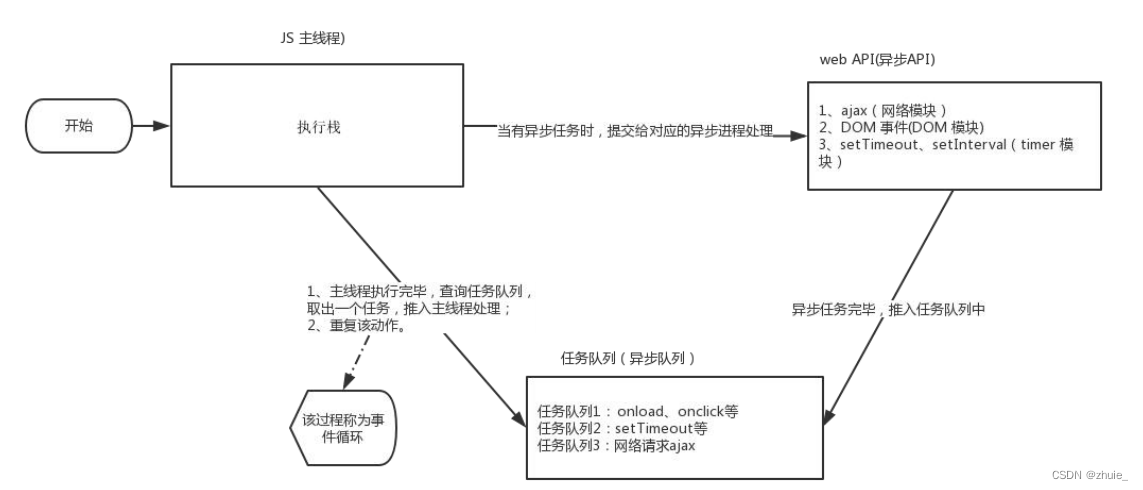 JS 主线程)
web API(异步API)
开始
执行栈
当有异步任务时，提交给对应的异步进程处理
1、ajax（网络模块）
2、DOM 事件(DOM 模块)
3、setTimeout、setInterval（timer 模
块）
1、主线程执行完毕，查询任务队列，
取出一个任务，推入主线程处理；
2、重复该动作。
异步任务完毕，推入任务队列中
任务队列（异步队列）
任务队列1：onload、onclick等
任务队列2：setTimeout等
任务队列3：网络请求ajax
该过程称为事
件循环
CSDN @zhuie_